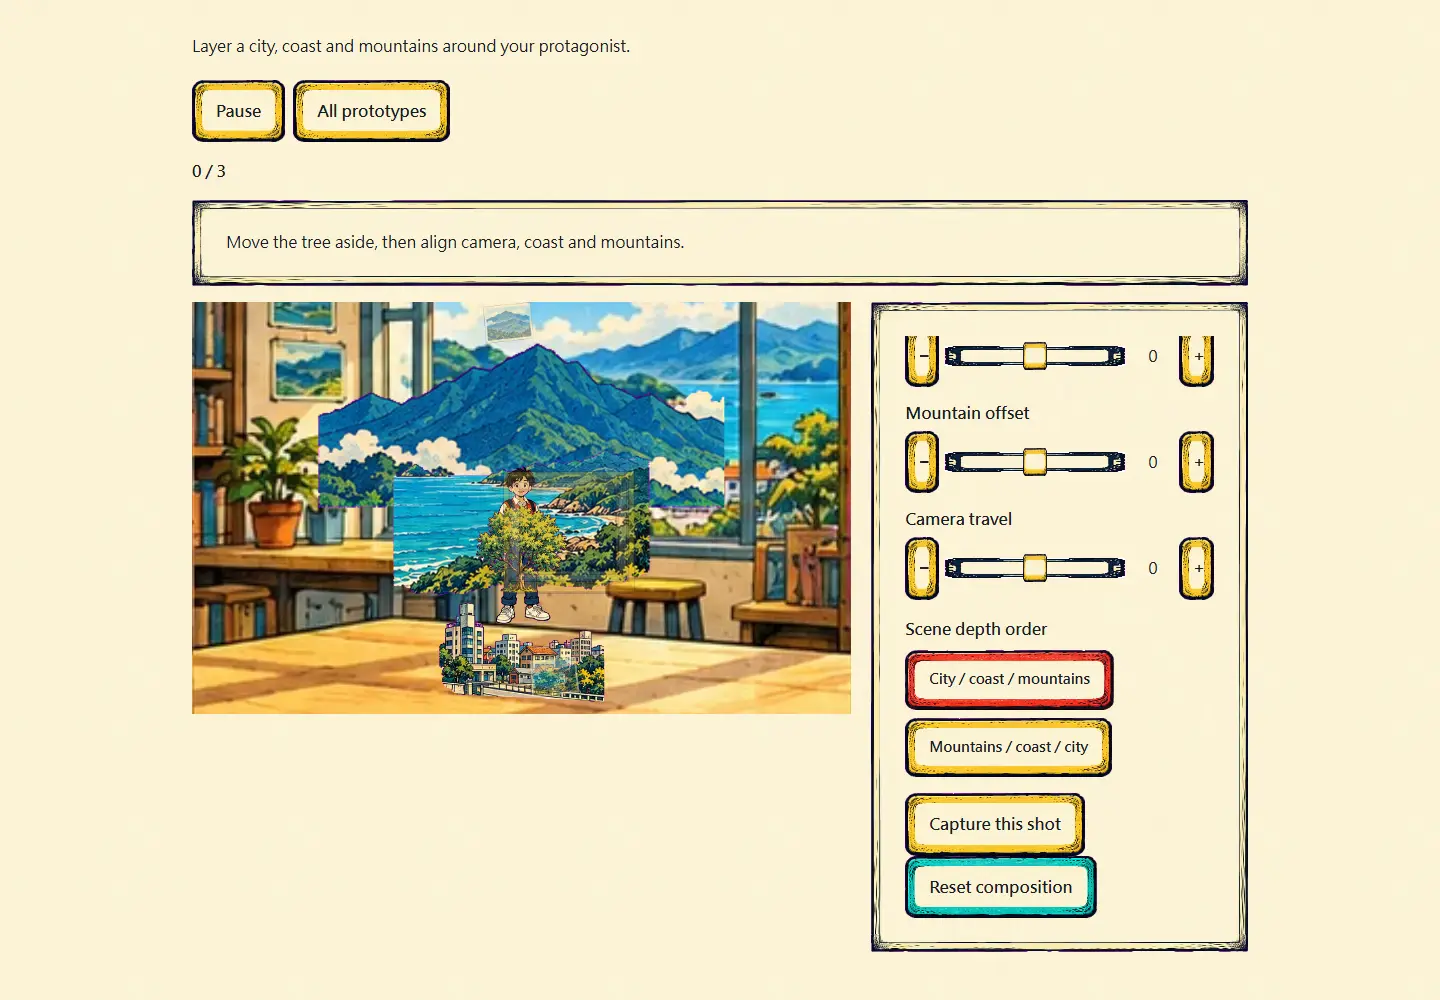 Layer a city, coast and mountains around your protagonist.
Pause
All prototypes
0 / 3
Move the tree aside, then align camera, coast and mountains.
− 0 +
Mountain offset
− 0 +
Camera travel
− 0 +
Scene depth order
City / coast / mountains
Mountains / coast / city
Capture this shot
Reset composition